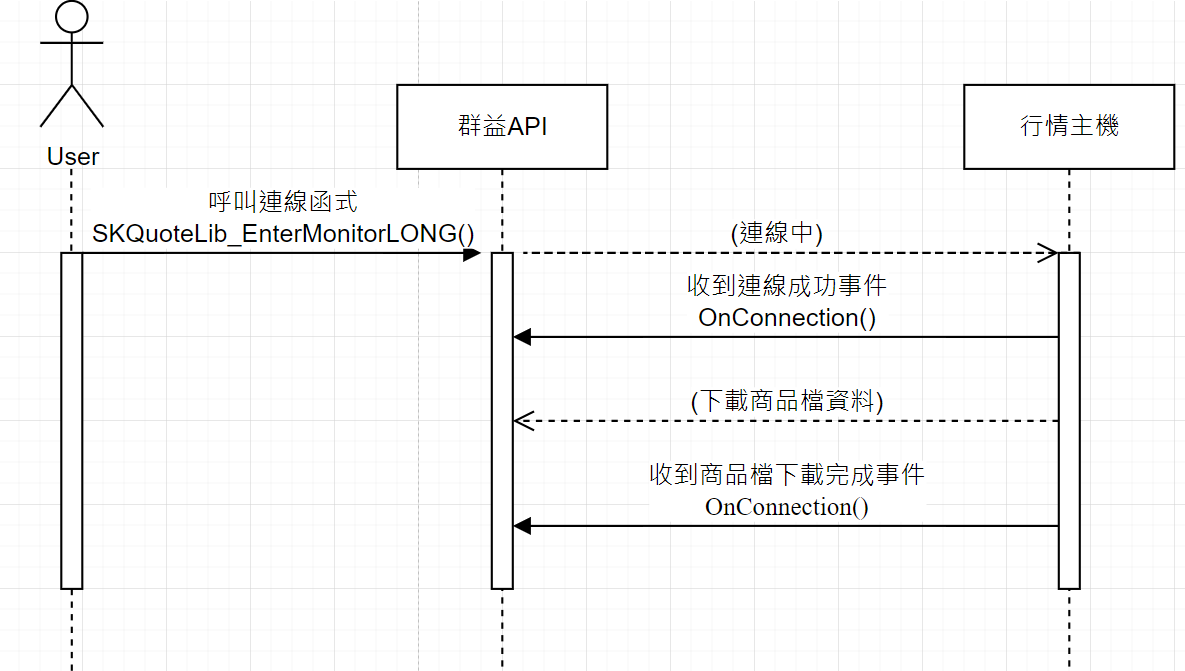 User
群益API
行情主機
呼叫連線函式
SKQuoteLib_EnterMonitorLONG()
(連線中)
收到連線成功事件
OnConnection()
(下載商品檔資料)
收到商品檔下載完成事件
OnConnection()